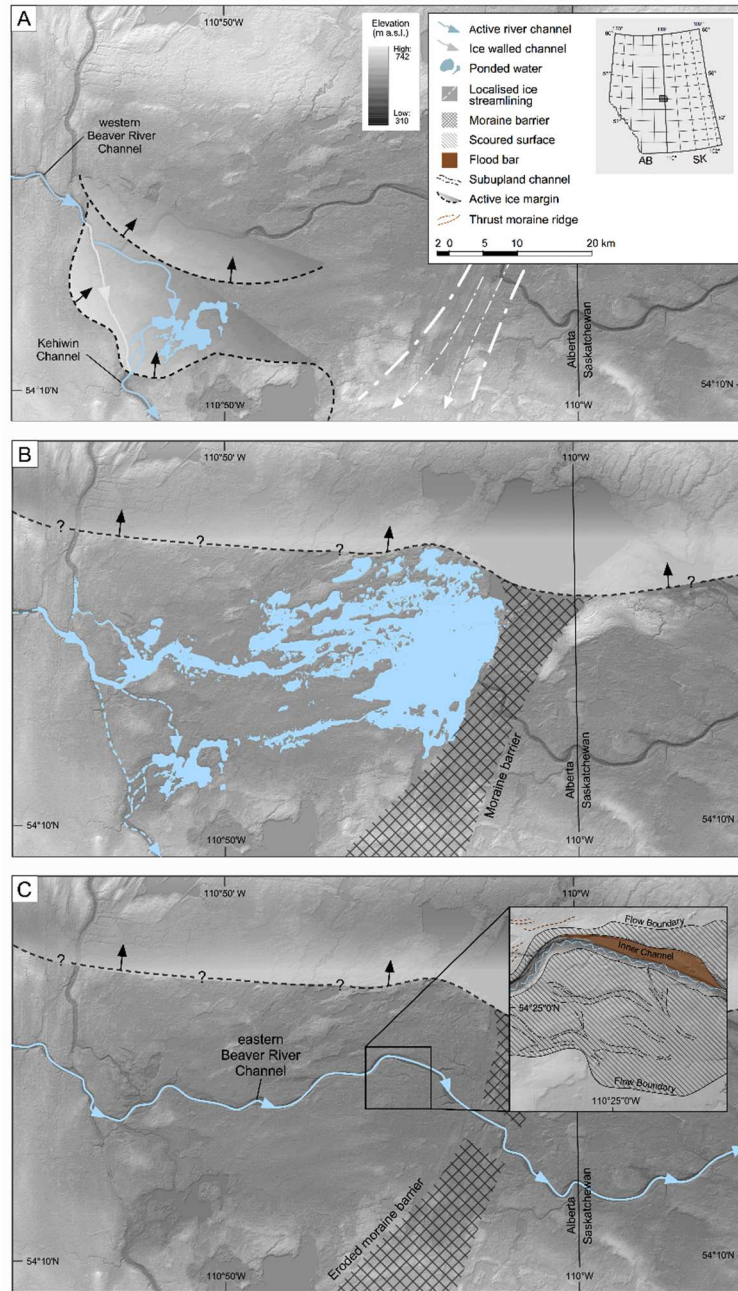 A
110°50' W
110°W
Elevation
(m a.s.l.)
High:
742
Low:
310
Active river channel
Ice walled channel
Ponded water
Localised ice
streamlining
Moraine barrier
Scoured surface
Flood bar
Subupland channel
Active ice margin
Thrust moraine ridge
2 0 5 10 20 km
AB
SK
western
Beaver River
Channel
Kehiwin
Channel
Alberta
Saskatchewan
54°10'N
54°10'N
110°50'W
110°W
B
110°50' W
110°W
?
?
?
?
Moraine barrier
Alberta
Saskatchewan
54°10'N
54°10'N
110°50'W
110°W
C
110°50' W
110°W
Flow Boundary
Inner Channel
54°25'0"N
Flow Boundary
110°25'0"W
?
?
?
eastern
Beaver River
Channel
Alberta
Saskatchewan
Eroded moraine barrier
54°10'N
54°10'N
110°50'W
110°W